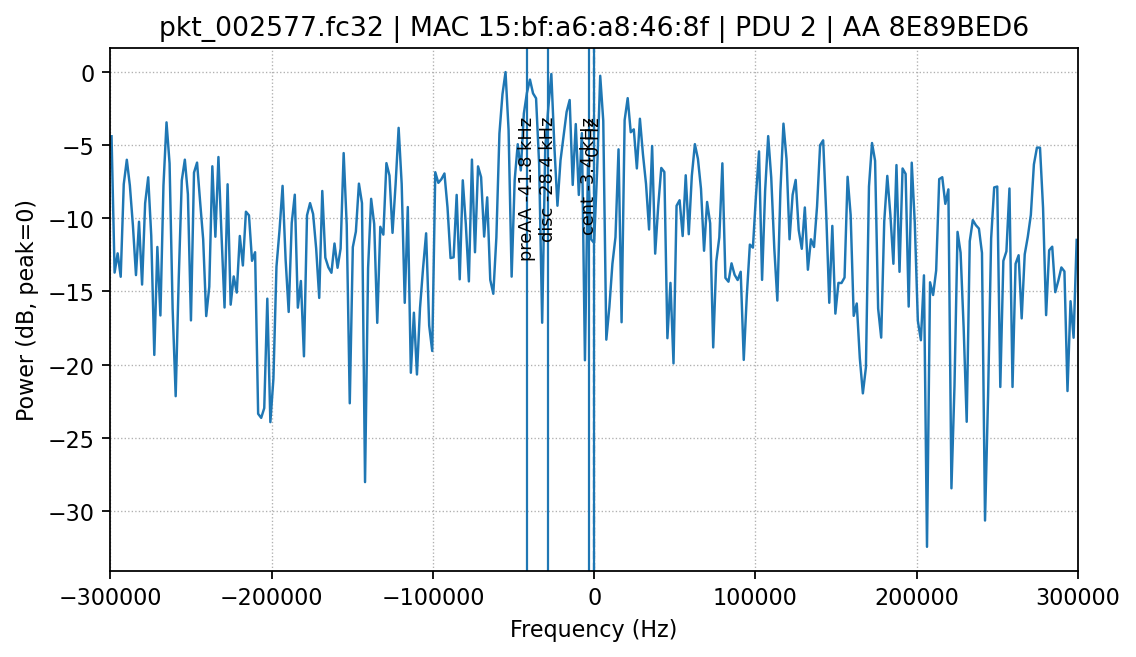 pkt_002577.fc32 | MAC 15:bf:a6:a8:46:8f | PDU 2 | AA 8E89BED6
0
−5
−10
−15
−20
−25
−30
Power (dB, peak=0)
preAA -41.8 kHz
disc -28.4 kHz
cent -3.4 kHz
−300000
−200000
−100000
0
100000
200000
300000
Frequency (Hz)